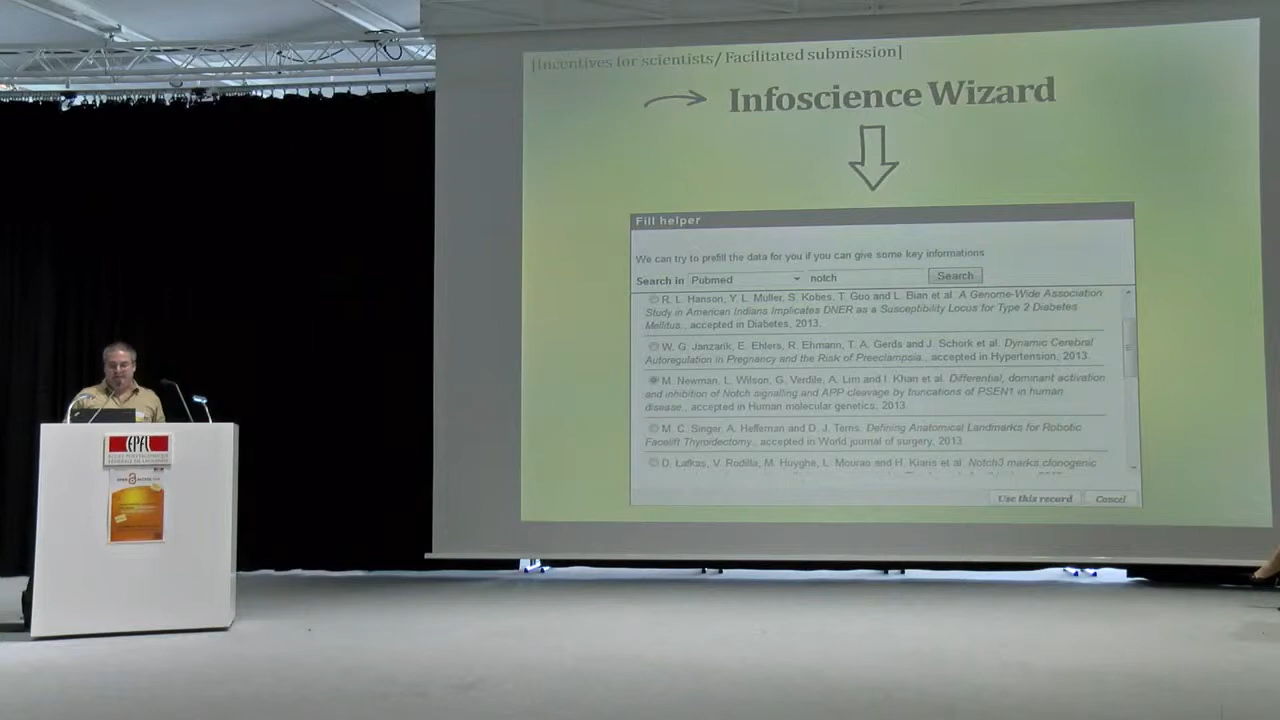 [Incentives for scientists/ Facilitated submission]
Infoscience Wizard
Fill helper
We can try to prefill the data for you if you can give some key informations
Search in Pubmed notch Search
R. L. Hanson, Y. L. Muller, S. Kobes, T. Guo and L. Bian et al. A Genome-Wide Association
Study in American Indians Implicates DNER as a Susceptibility Locus for Type 2 Diabetes
Mellitus., accepted in Diabetes, 2013.
W. G. Janzarik, E. Ehlers, R. Ehmann, T. A. Gerds and J. Schork et al. Dynamic Cerebral
Autoregulation in Pregnancy and the Risk of Preeclampsia., accepted in Hypertension, 2013.
M. Newman, L. Wilson, G. Verdile, A. Lim and I. Khan et al. Differential, dominant activation
and inhibition of Notch signalling and APP cleavage by truncations of PSEN1 in human
disease., accepted in Human molecular genetics, 2013.
M. C. Singer, A. Heffernan and D. J. Terris. Defining Anatomical Landmarks for Robotic
Facelift Thyroidectomy., accepted in World journal of surgery, 2013
D. Lafkas, V. Rodilla, M. Huyghe, L. Mourao and H. Kiaris et al. Notch3 marks clonogenic
Use this record Cancel
EPFL
ÉCOLE POLYTECHNIQUE
FÉDÉRALE DE LAUSANNE
OPEN ACCESS